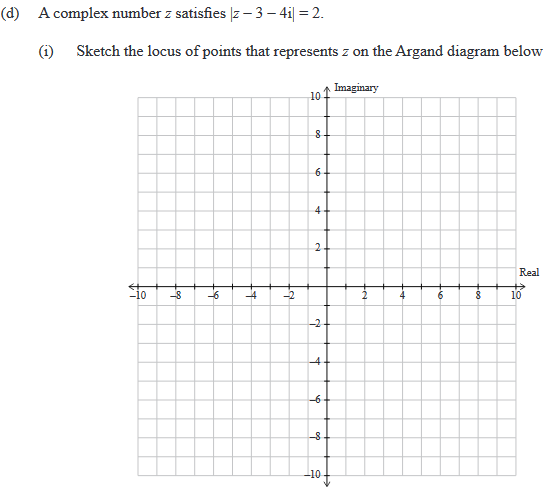 (d) A complex number z satisfies |z – 3 – 4i| = 2.
(i) Sketch the locus of points that represents z on the Argand diagram below
Imaginary
10
8
6
4
2
Real
–10 –8 –6 –4 –2 2 4 6 8 10
–2
–4
–6
–8
–10